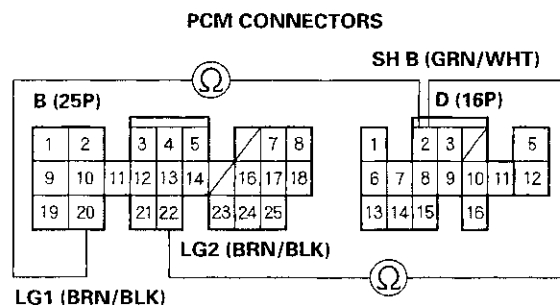 PCM CONNECTORS
SH B (GRN/WHT)
Ω
B (25P)
D (16P)
1 2 3 4 5 7 8
9 10 11 12 13 14 16 17 18
19 20 21 22 23 24 25
1 2 3 5
6 7 8 9 10 11 12
13 14 15 16
LG2 (BRN/BLK)
Ω
LG1 (BRN/BLK)